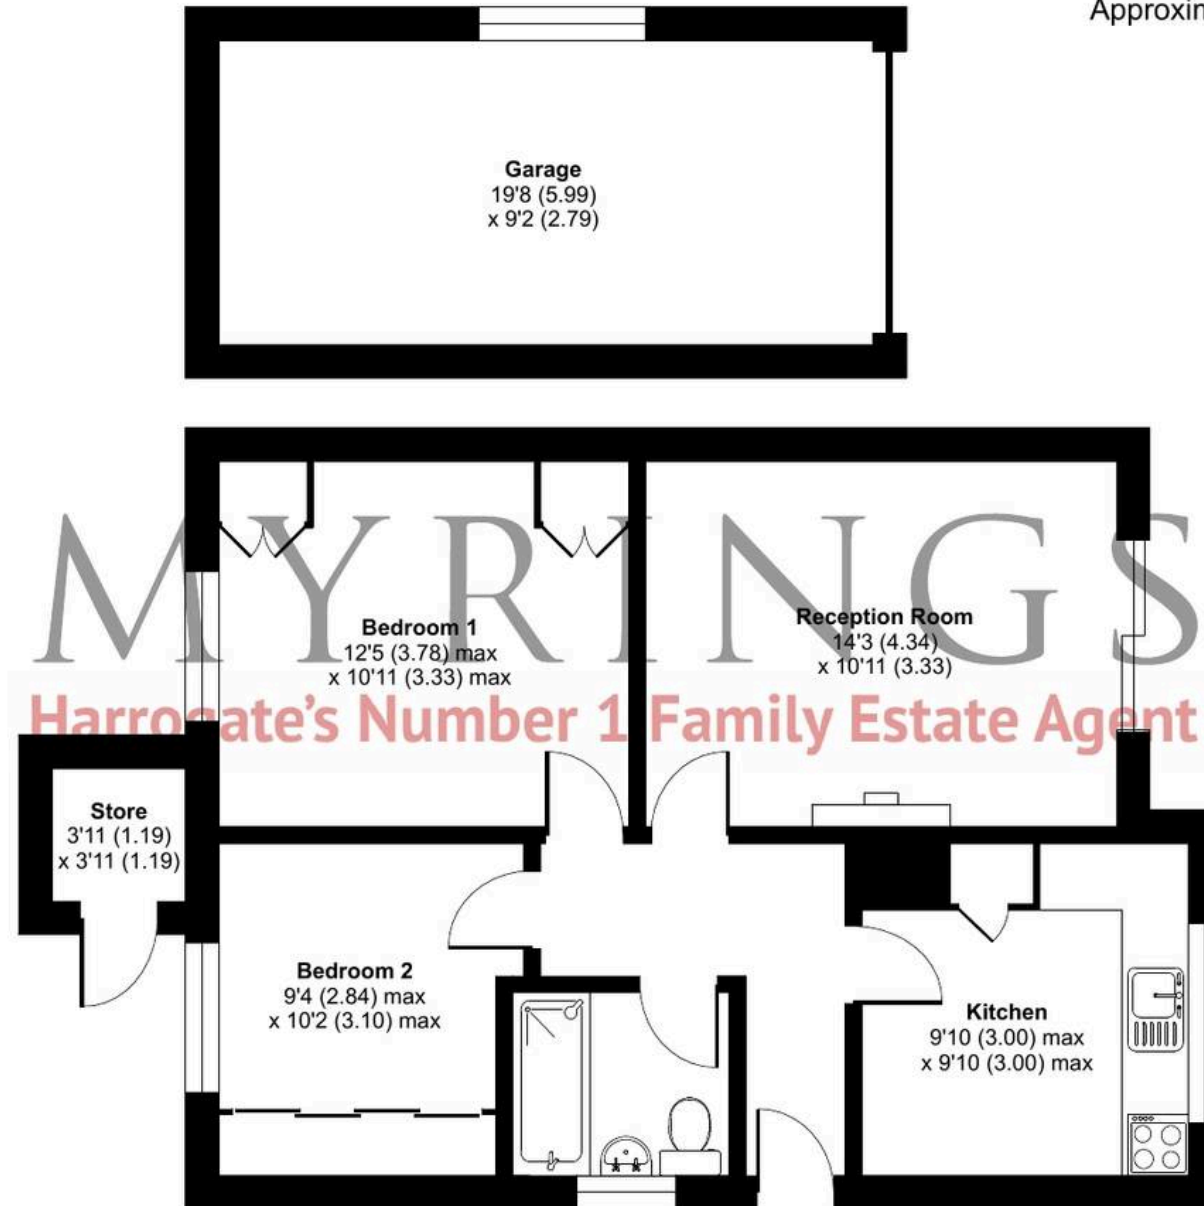 Approxin
Garage
19'8 (5.99)
x 9'2 (2.79)
MYRINGS
Harrogate's Number 1 Family Estate Agent
Bedroom 1
12'5 (3.78) max
x 10'11 (3.33) max
Reception Room
14'3 (4.34)
x 10'11 (3.33)
Store
3'11 (1.19)
x 3'11 (1.19)
Bedroom 2
9'4 (2.84) max
x 10'2 (3.10) max
Kitchen
9'10 (3.00) max
x 9'10 (3.00) max